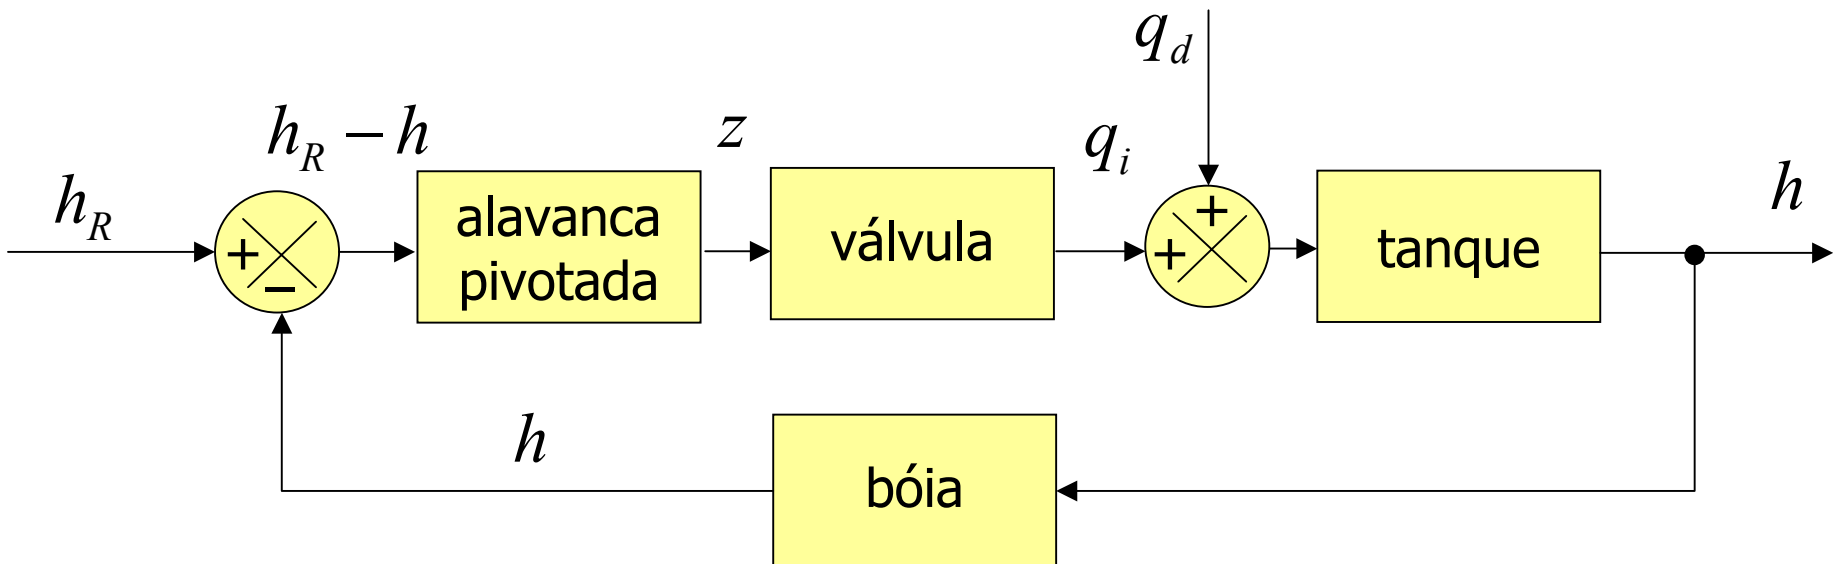 q_d
h_R − h
z
q_i
h_R
h
+
−
alavanca
pivotada
válvula
+
+
tanque
h
bóia